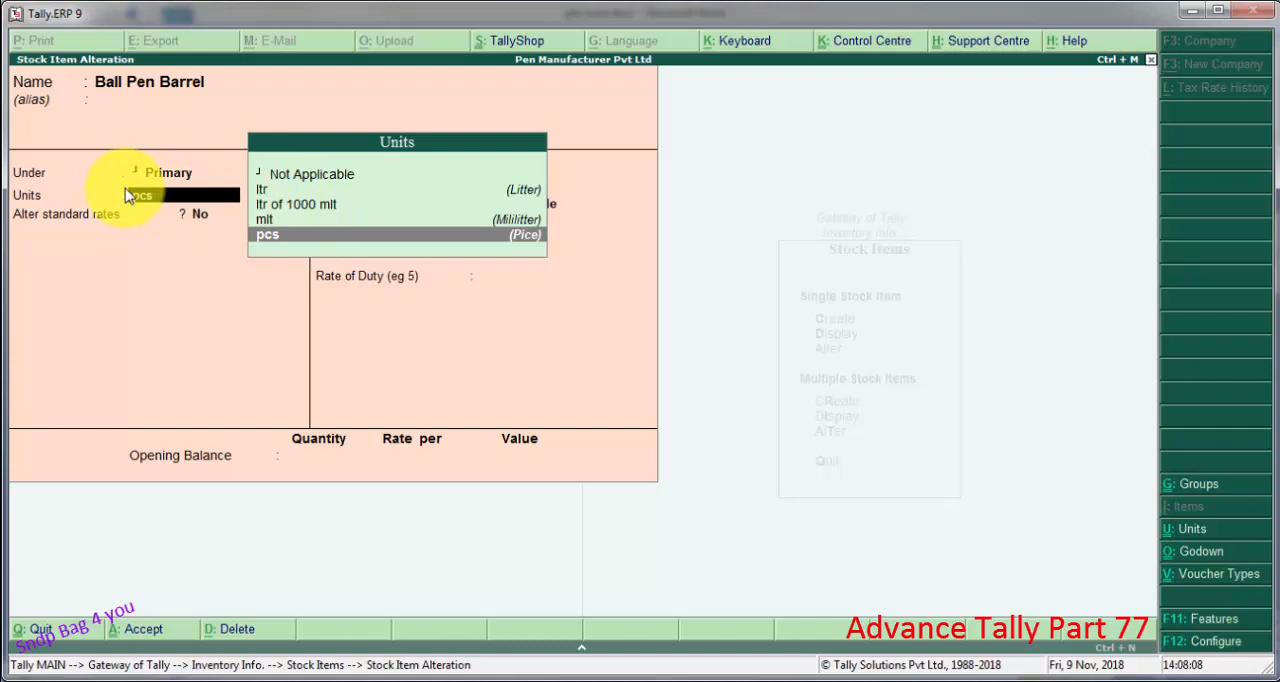 Tally.ERP 9
P: Print
E: Export
M: E-Mail
O: Upload
S: TallyShop
G: Language
K: Keyboard
K: Control Centre
H: Support Centre
H: Help
Stock Item Alteration
Pen Manufacturer Pvt Ltd
Ctrl + M
Name : Ball Pen Barrel
(alias) :
Under : ┘ Primary
Units pcs
Alter standard rates ? No
Units
┘ Not Applicable
ltr (Litter)
ltr of 1000 mlt
mlt (Mililitter)
pcs (Pice)
Rate of Duty (eg 5) :
Quantity Rate per Value
Opening Balance :
Gateway of Tally
Inventory Info...
Stock Items
Single Stock Item
Create
Display
Alter
Multiple Stock Items
CReate
DIsplay
AlTer
Quit
F3: Company
F3: New Company
L: Tax Rate History
G: Groups
I: Items
U: Units
O: Godown
V: Voucher Types
F11: Features
F12: Configure
Q: Quit
A: Accept
D: Delete
Sndp Bag 4 you
Advance Tally Part 77
Ctrl + N
Tally MAIN --> Gateway of Tally --> Inventory Info. --> Stock Items --> Stock Item Alteration
© Tally Solutions Pvt Ltd., 1988-2018
Fri, 9 Nov, 2018
14:08:08